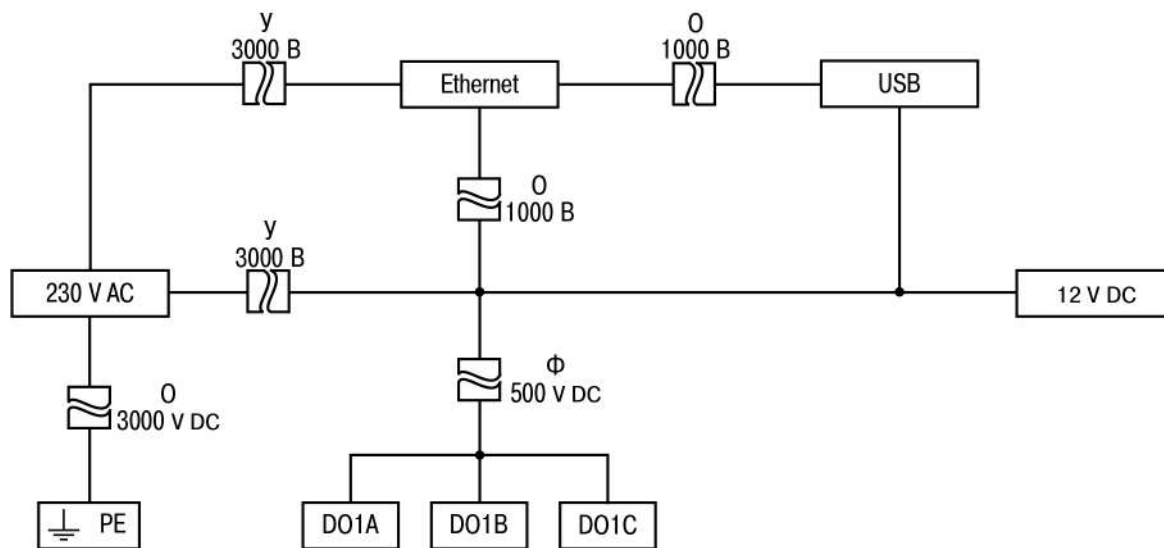 У
3000 В
О
1000 В
Ethernet
USB
О
1000 В
У
3000 В
230 V AC
12 V DC
О
3000 V DC
Ф
500 V DC
PE
DO1A
DO1B
DO1C